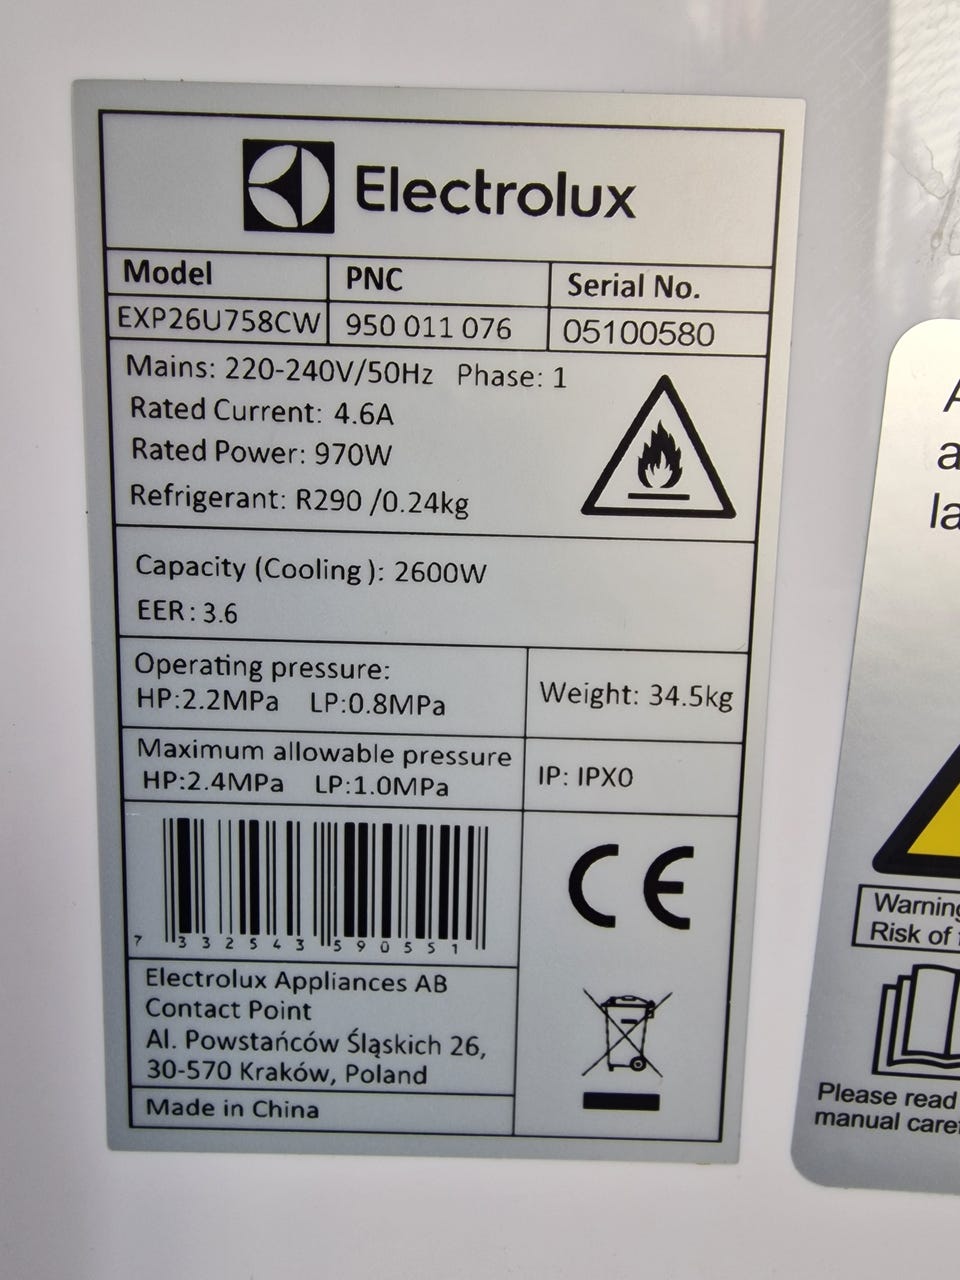 Electrolux
Model PNC Serial No.
EXP26U758CW 950 011 076 05100580
Mains: 220-240V/50Hz Phase: 1
Rated Current: 4.6A
Rated Power: 970W
Refrigerant: R290 /0.24kg
Capacity (Cooling): 2600W
EER: 3.6
Operating pressure:
HP:2.2MPa LP:0.8MPa
Weight: 34.5kg
Maximum allowable pressure
HP:2.4MPa LP:1.0MPa
IP: IPX0
7 332543 590551
CE
Electrolux Appliances AB
Contact Point
Al. Powstańców Śląskich 26,
30-570 Kraków, Poland
Made in China
A
a
la
Warning
Risk of
Please read
manual caref